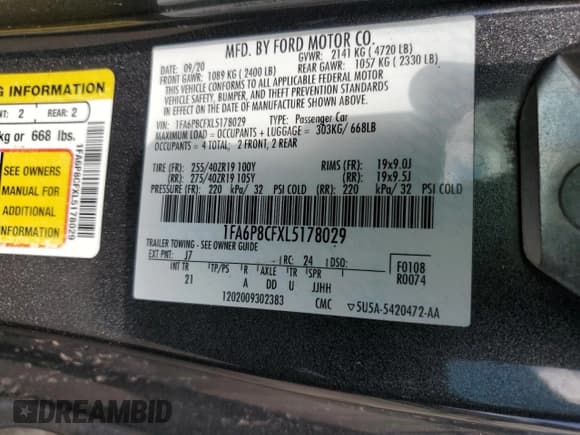 MFD. BY FORD MOTOR CO.
DATE: 09/20 GVWR: 2141 KG ( 4720 LB)
FRONT GAWR: 1089 KG ( 2400 LB) REAR GAWR: 1057 KG ( 2330 LB)
THIS VEHICLE CONFORMS TO ALL APPLICABLE FEDERAL MOTOR
VEHICLE SAFETY, BUMPER, AND THEFT PREVENTION STANDARDS
IN EFFECT ON THE DATE OF MANUFACTURE SHOWN ABOVE.
VIN: 1FA6P8CFXL5178029 TYPE: Passenger Car
MAXIMUM LOAD = OCCUPANTS + LUGGAGE = 303KG/ 668LB
OCCUPANTS = 4 TOTAL; 2 FRONT, 2 REAR
TIRE (FR): 255/40ZR19 100Y RIMS (FR): 19x9.0J
(RR): 275/40ZR19 105Y (RR): 19x9.5J
PRESSURE (FR): 220 kPa/ 32 PSI COLD (RR): 220 kPa/ 32 PSI COLD
1FA6P8CFXL5178029
TRAILER TOWING - SEE OWNER GUIDE
EXT PNT: J7 RC: 24 DSO: F0108
INT TR TP/PS R AXLE TR SPR R0074
21 A DD U JJHH
1202009302383 CMC 5U5A-5420472-AA
G INFORMATION
NT: 2 REAR: 2
kg or 668 lbs.
SEE OWNERS
MANUAL FOR
ADDITIONAL
INFORMATION
1FA6P8CFXL5178029
DREAMBID